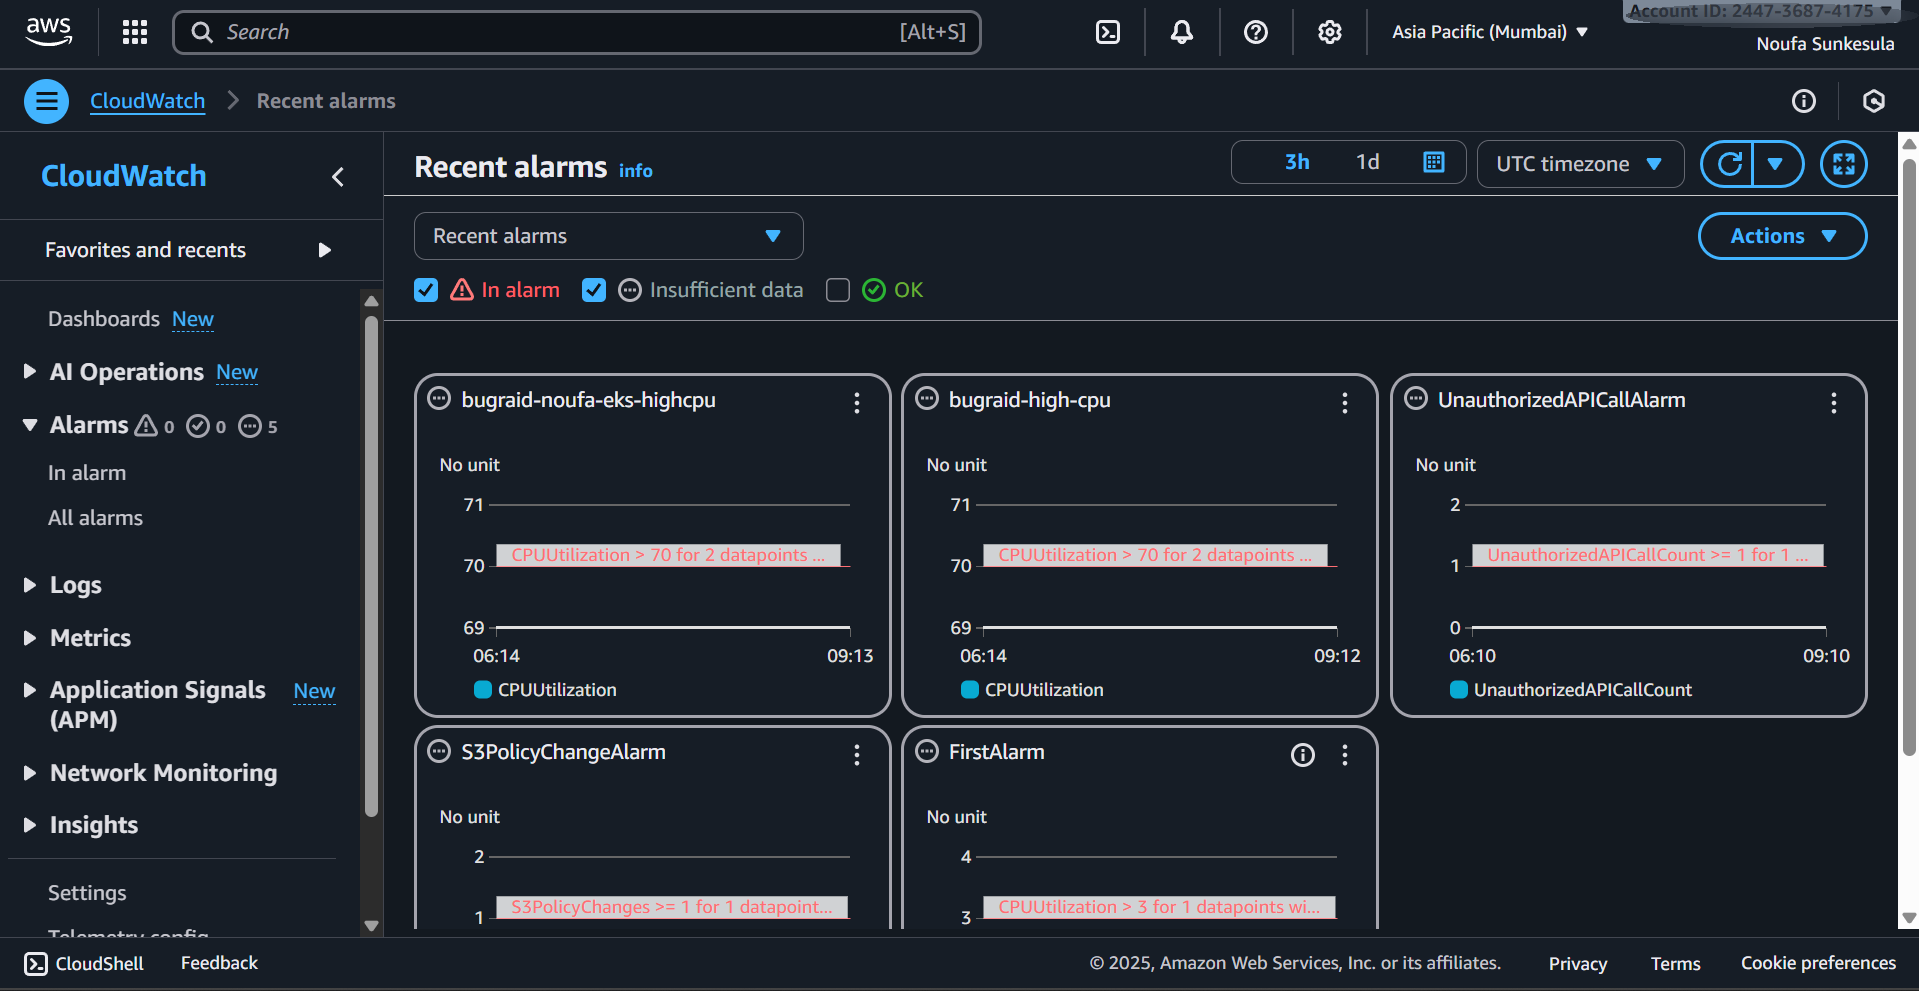 aws
Search [Alt+S]
Asia Pacific (Mumbai)
Account ID: 2447-3687-4175
Noufa Sunkesula
CloudWatch
Recent alarms
CloudWatch
Favorites and recents
Dashboards New
AI Operations New
Alarms 0 0 5
In alarm
All alarms
Logs
Metrics
Application Signals New
(APM)
Network Monitoring
Insights
Settings
Telemetry config
Recent alarms info
3h 1d
UTC timezone
Recent alarms
Actions
In alarm Insufficient data OK
bugraid-noufa-eks-highcpu
No unit
71
CPUUtilization > 70 for 2 datapoints ...
70
69
06:14 09:13
CPUUtilization
bugraid-high-cpu
No unit
71
CPUUtilization > 70 for 2 datapoints ...
70
69
06:14 09:12
CPUUtilization
UnauthorizedAPICallAlarm
No unit
2
UnauthorizedAPICallCount >= 1 for 1 ...
1
0
06:10 09:10
UnauthorizedAPICallCount
S3PolicyChangeAlarm
No unit
2
S3PolicyChanges >= 1 for 1 datapoint...
1
FirstAlarm
No unit
4
CPUUtilization > 3 for 1 datapoints wi...
3
CloudShell
Feedback
© 2025, Amazon Web Services, Inc. or its affiliates.
Privacy
Terms
Cookie preferences